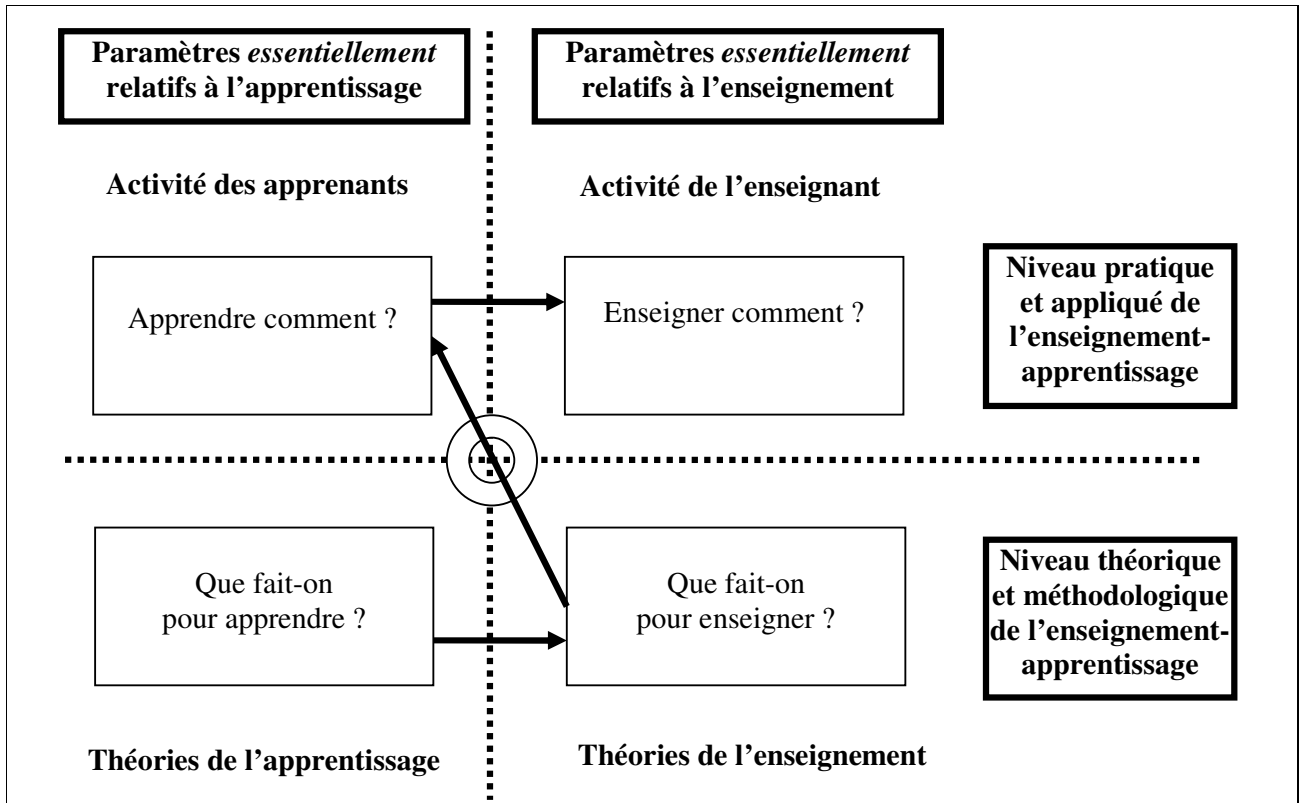 Paramètres essentiellement
relatifs à l’apprentissage
Paramètres essentiellement
relatifs à l’enseignement
Activité des apprenants
Activité de l’enseignant
Apprendre comment ?
Enseigner comment ?
Niveau pratique
et appliqué de
l’enseignement-
apprentissage
Que fait-on
pour apprendre ?
Que fait-on
pour enseigner ?
Niveau théorique
et méthodologique
de l’enseignement-
apprentissage
Théories de l’apprentissage
Théories de l’enseignement